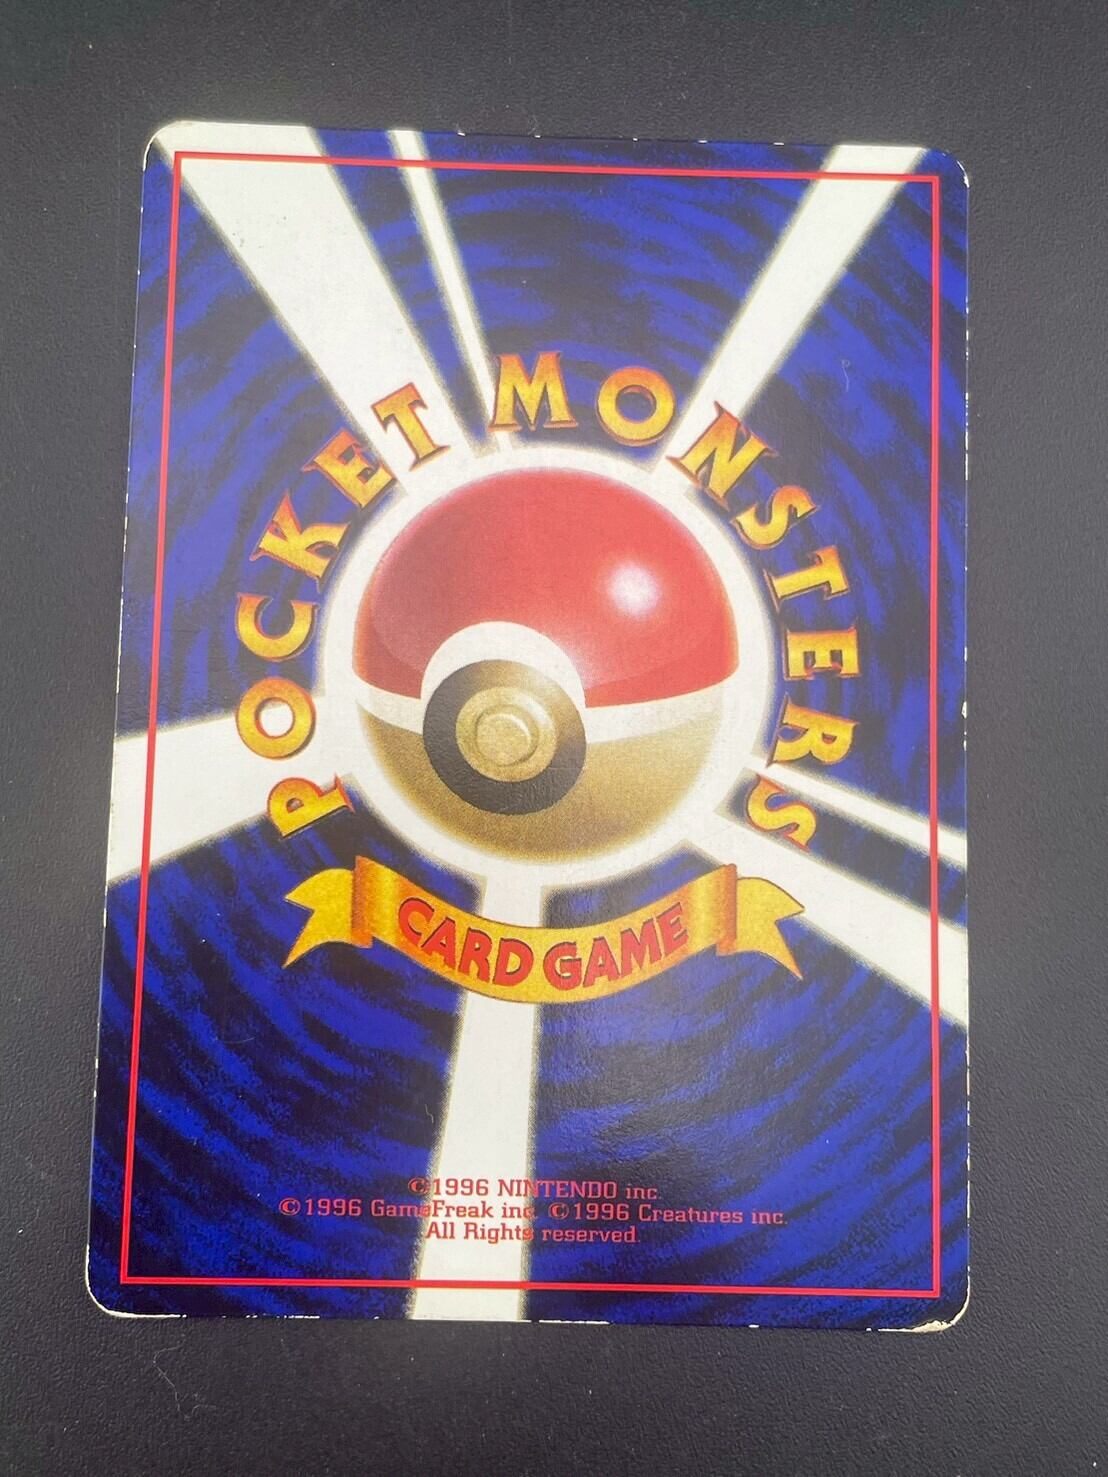 POCKET MONSTERS
CARD GAME
©1996 NINTENDO inc.
©1996 GameFreak inc. ©1996 Creatures inc.
All Rights reserved.